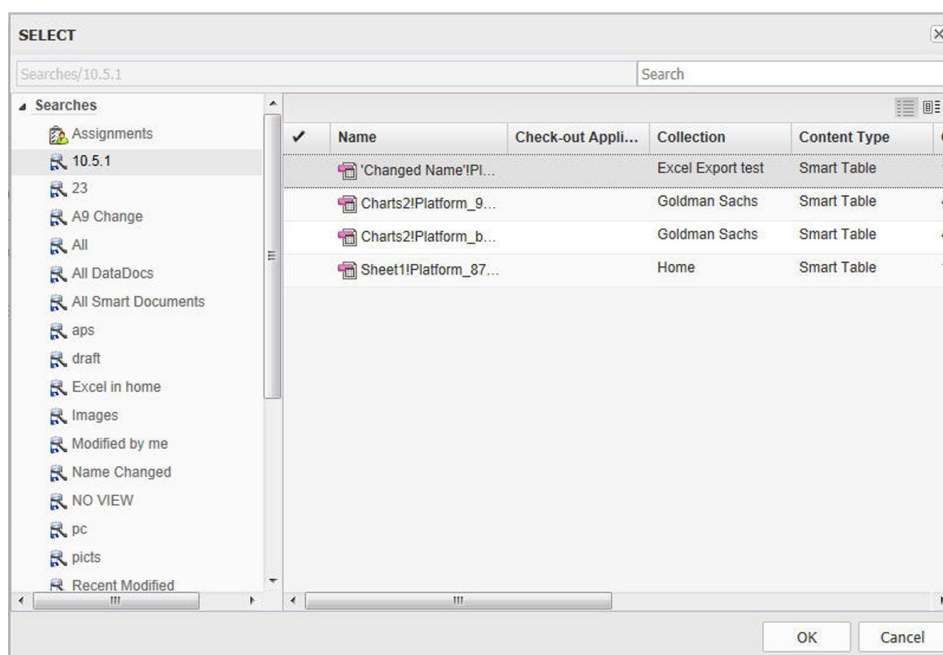 SELECT
Searches/10.5.1
Search
Searches
Assignments
10.5.1
23
A9 Change
All
All DataDocs
All Smart Documents
aps
draft
Excel in home
Images
Modified by me
Name Changed
NO VIEW
pc
picts
Recent Modified
Name Check-out Appli... Collection Content Type
'Changed Name'!Pl... Excel Export test Smart Table
Charts2!Platform_9... Goldman Sachs Smart Table
Charts2!Platform_b... Goldman Sachs Smart Table
Sheet1!Platform_87... Home Smart Table
OK Cancel